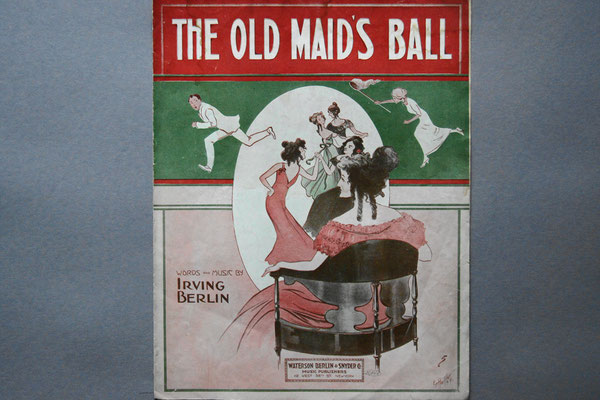 THE OLD MAID'S BALL
WORDS AND MUSIC BY
IRVING
BERLIN
WATERSON BERLIN & SNYDER Co
MUSIC PUBLISHERS